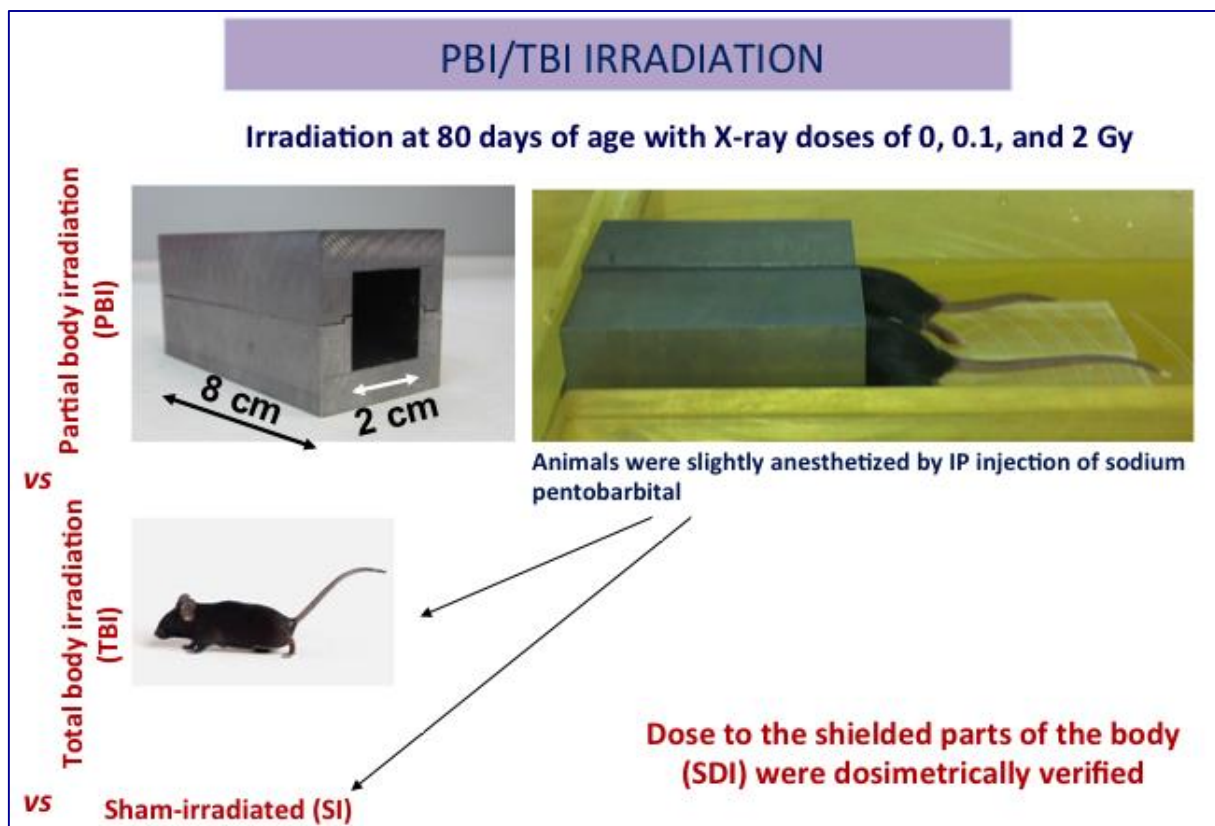 PBI/TBI IRRADIATION
Irradiation at 80 days of age with X-ray doses of 0, 0.1, and 2 Gy
Partial body irradiation
(PBI)
8 cm
2 cm
Animals were slightly anesthetized by IP injection of sodium
pentobarbital
vs
Total body irradiation
(TBI)
Dose to the shielded parts of the body
(SDI) were dosimetrically verified
vs
Sham-irradiated (SI)